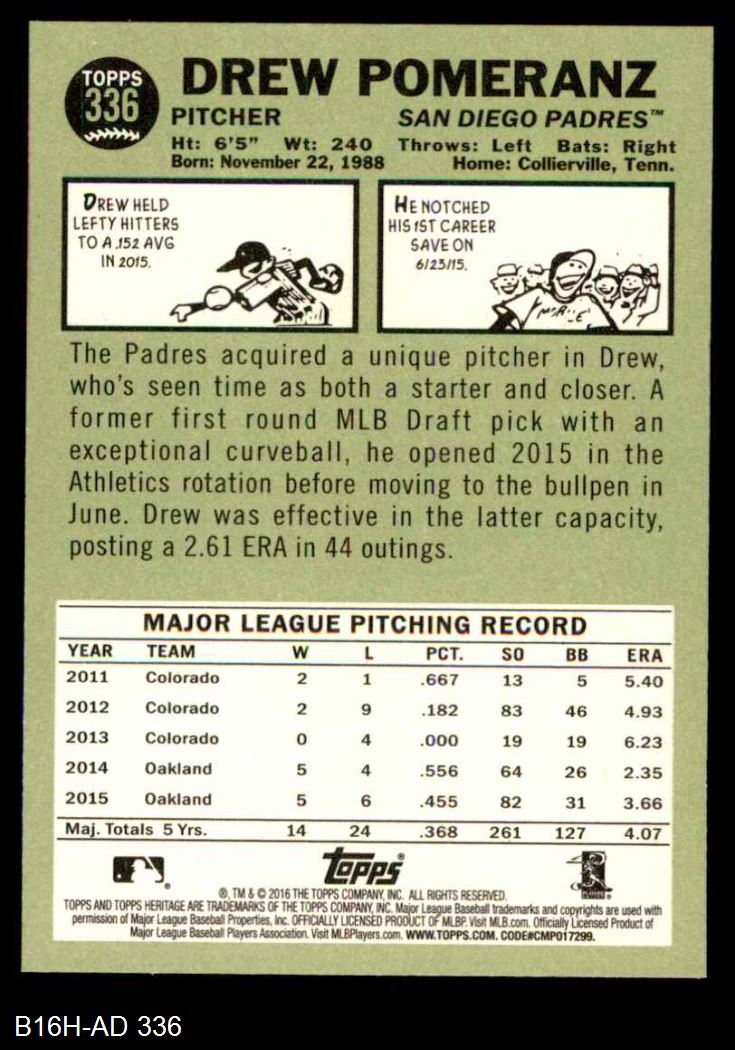 TOPPS
336
DREW POMERANZ
PITCHER SAN DIEGO PADRES™
Ht: 6'5" Wt: 240 Throws: Left Bats: Right
Born: November 22, 1988 Home: Collierville, Tenn.
DREW HELD
LEFTY HITTERS
TO A .152 AVG
IN 2015.
HE NOTCHED
HIS 1ST CAREER
SAVE ON
6/23/15.
The Padres acquired a unique pitcher in Drew,
who's seen time as both a starter and closer. A
former first round MLB Draft pick with an
exceptional curveball, he opened 2015 in the
Athletics rotation before moving to the bullpen in
June. Drew was effective in the latter capacity,
posting a 2.61 ERA in 44 outings.
MAJOR LEAGUE PITCHING RECORD
YEAR TEAM W L PCT. SO BB ERA
2011 Colorado 2 1 .667 13 5 5.40
2012 Colorado 2 9 .182 83 46 4.93
2013 Colorado 0 4 .000 19 19 6.23
2014 Oakland 5 4 .556 64 26 2.35
2015 Oakland 5 6 .455 82 31 3.66
Maj. Totals 5 Yrs. 14 24 .368 261 127 4.07
topps®
®, TM & © 2016 THE TOPPS COMPANY, INC. ALL RIGHTS RESERVED.
TOPPS AND TOPPS HERITAGE ARE TRADEMARKS OF THE TOPPS COMPANY, INC. Major League Baseball trademarks and copyrights are used with
permission of Major League Baseball Properties, Inc. OFFICIALLY LICENSED PRODUCT OF MLBP. Visit MLB.com. Officially Licensed Product of
Major League Baseball Players Association. Visit MLBPlayers.com. WWW.TOPPS.COM. CODE#CMP017299.
B16H-AD 336